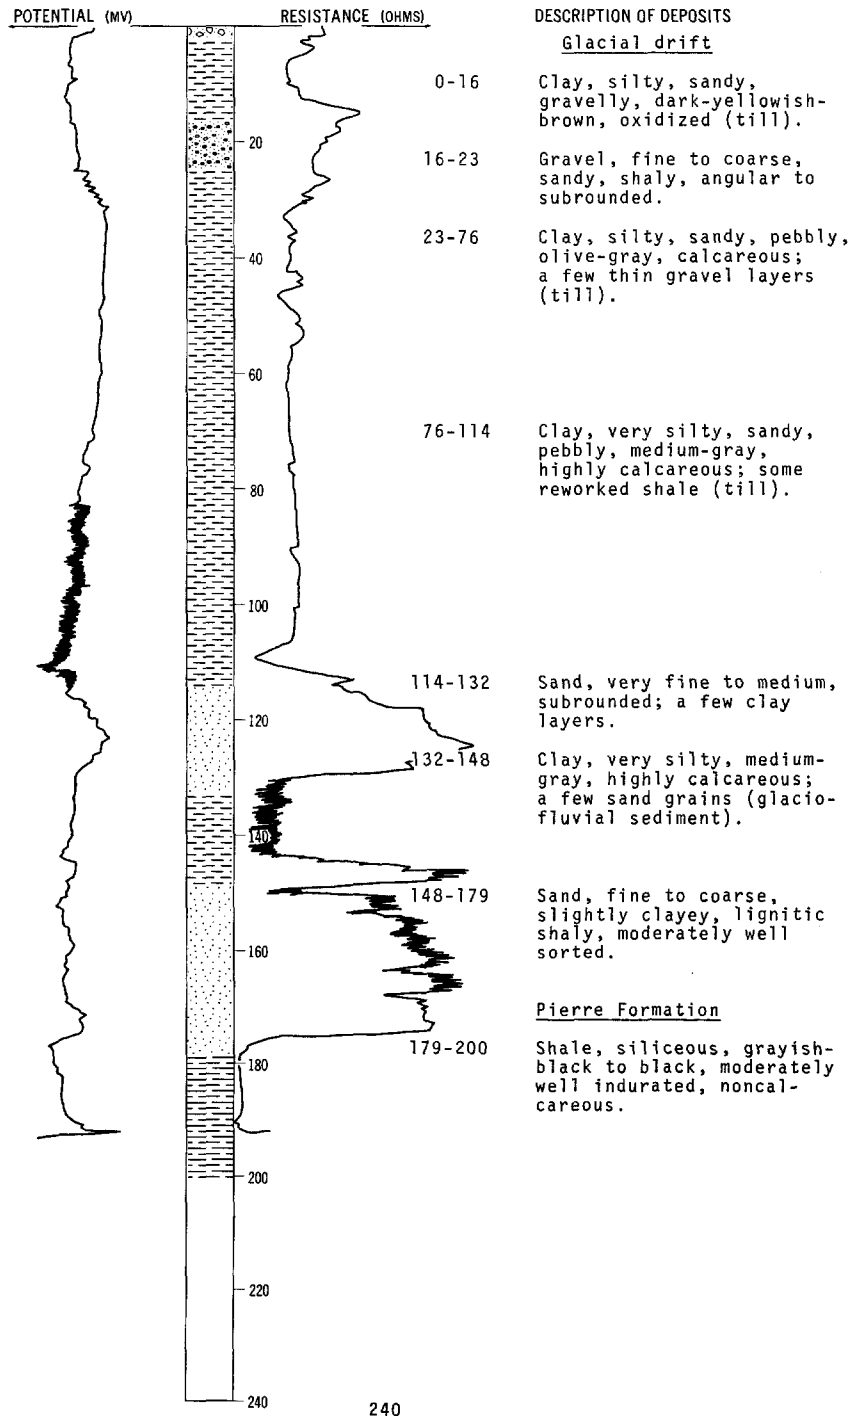 POTENTIAL (MV) RESISTANCE (OHMS) DESCRIPTION OF DEPOSITS
Glacial drift
0-16 Clay, silty, sandy,
gravelly, dark-yellowish-
brown, oxidized (till).
20
16-23 Gravel, fine to coarse,
sandy, shaly, angular to
subrounded.
23-76 Clay, silty, sandy, pebbly,
olive-gray, calcareous;
a few thin gravel layers
(till).
40
60
76-114 Clay, very silty, sandy,
pebbly, medium-gray,
highly calcareous; some
reworked shale (till).
80
100
114-132 Sand, very fine to medium,
subrounded; a few clay
layers.
120
132-148 Clay, very silty, medium-
gray, highly calcareous;
a few sand grains (glacio-
fluvial sediment).
140
148-179 Sand, fine to coarse,
slightly clayey, lignitic
shaly, moderately well
sorted.
160
Pierre Formation
179-200 Shale, siliceous, grayish-
black to black, moderately
well indurated, noncal-
careous.
180
200
220
240
240